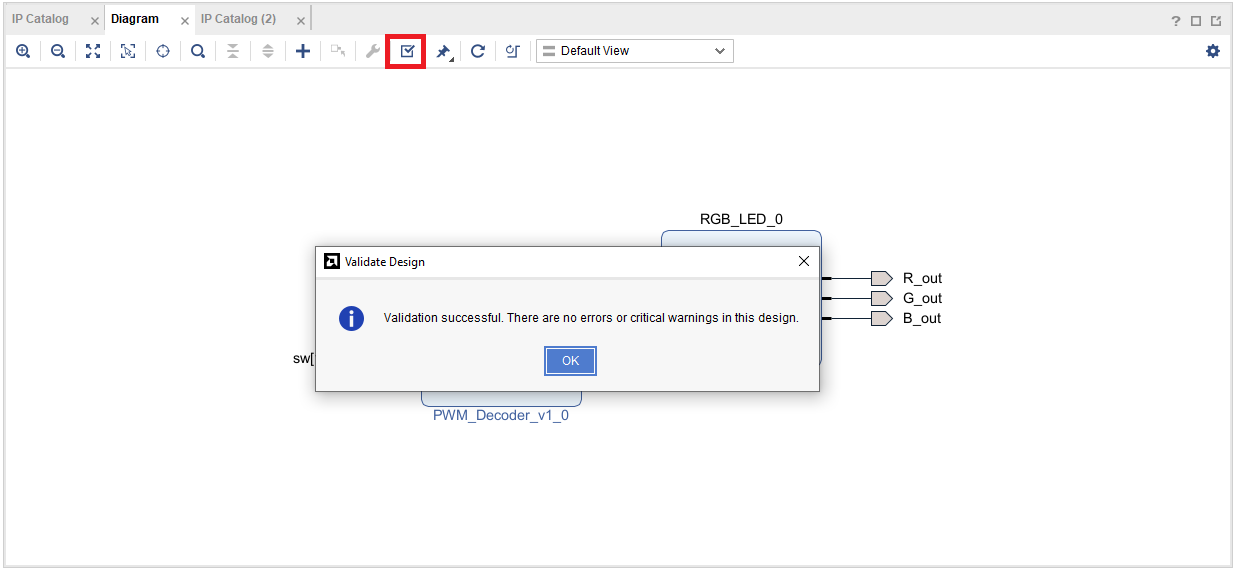 IP Catalog
Diagram
IP Catalog (2)
?
Default View
RGB_LED_0
Validate Design
R_out
G_out
Validation successful. There are no errors or critical warnings in this design.
B_out
sw[
OK
PWM_Decoder_v1_0